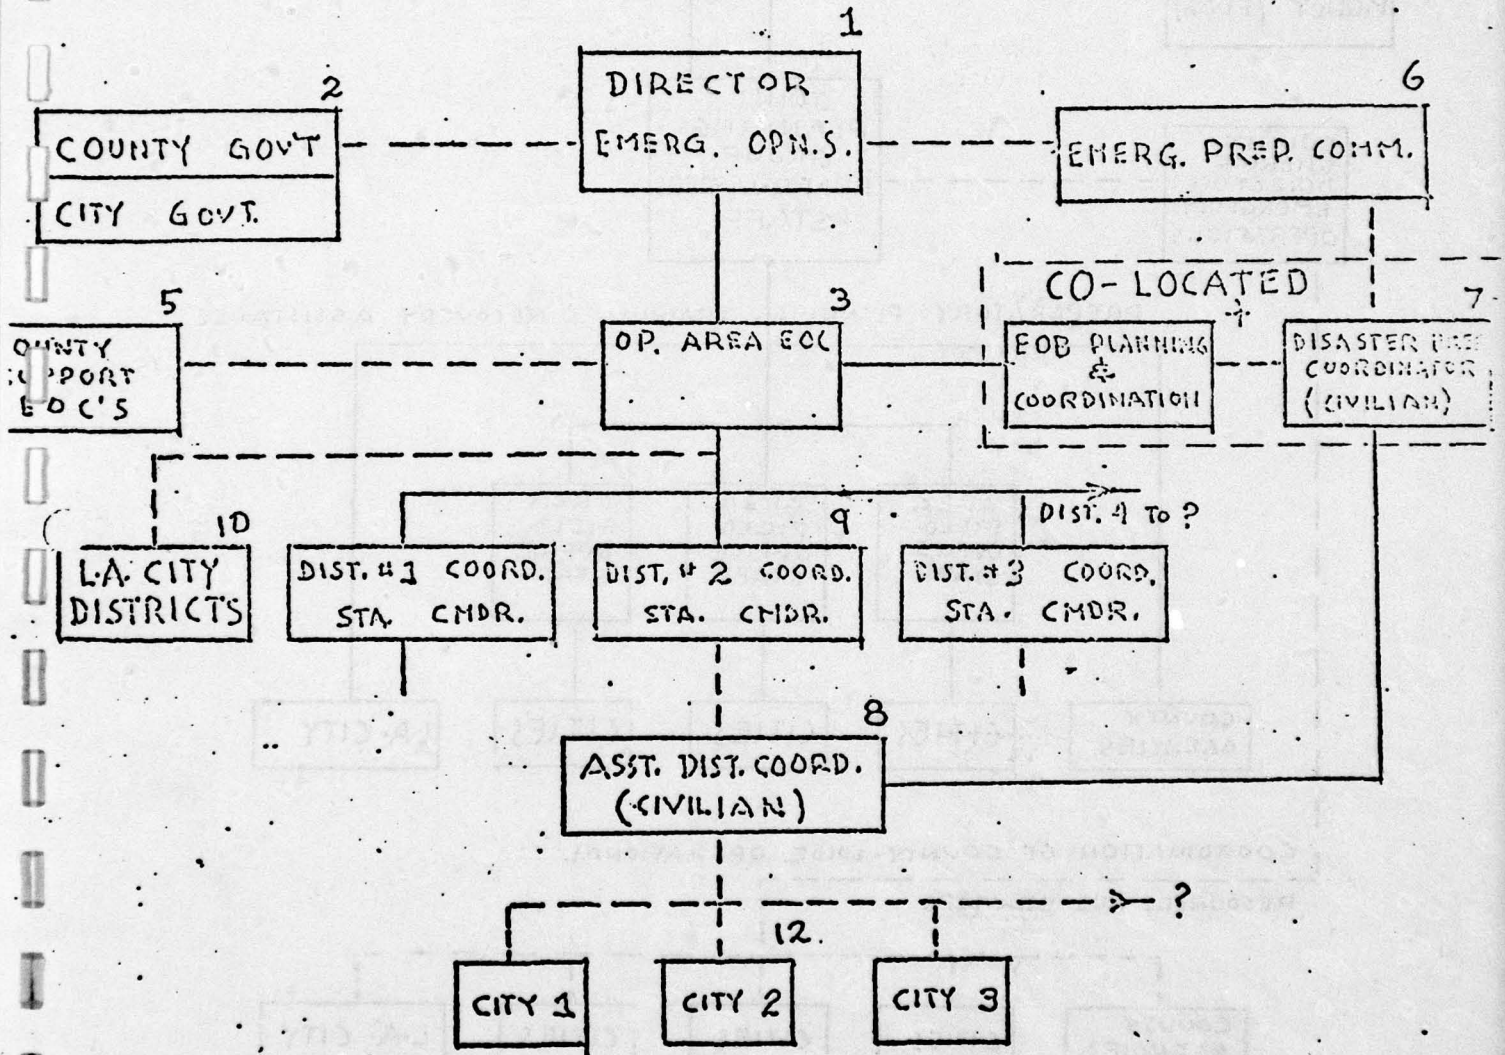 1
DIRECTOR
EMERG. OPN.S.
2
COUNTY GOV'T
CITY GOVT.
6
EMERG. PREP. COMM.
CO-LOCATED
5
OUNTY
UPPORT
EOC'S
3
OP. AREA EOC
EOB PLANNING
&
COORDINATION
7
DISASTER
COORDINATOR
(CIVILIAN)
DIST. 4 TO ?
10
L.A. CITY
DISTRICTS
DIST. #1 COORD.
STA. CMDR.
9
DIST. #2 COORD.
STA. CMDR.
DIST. #3 COORD.
STA. CMDR.
8
ASST. DIST. COORD.
(CIVILIAN)
?
12.
CITY 1
CITY 2
CITY 3